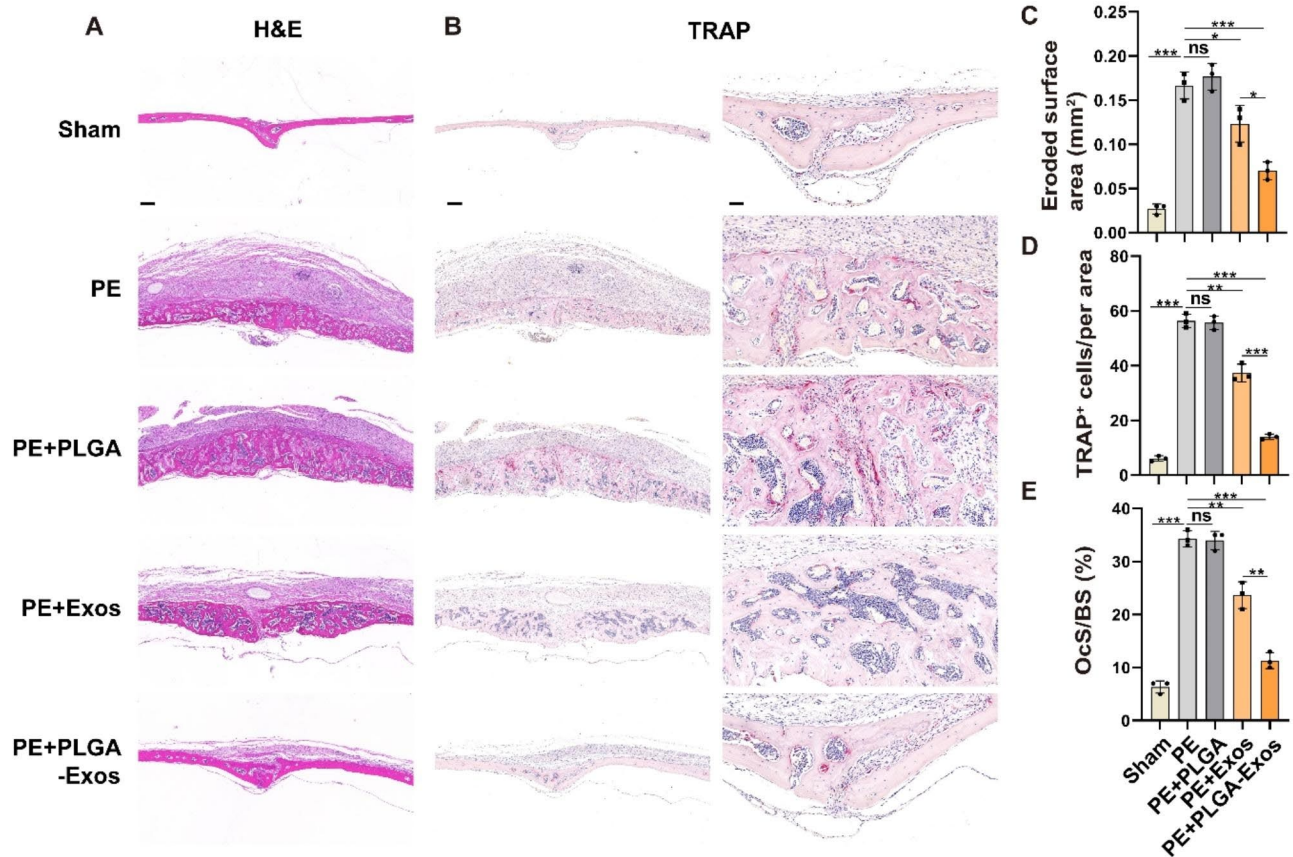 A
H&E
B
TRAP
Sham
PE
PE+PLGA
PE+Exos
PE+PLGA
-Exos
C
Eroded surface
area (mm²)
0.25
0.20
0.15
0.10
0.05
0.00
***
*
***
ns
*
D
TRAP⁺ cells/per area
80
60
40
20
0
***
**
***
ns
***
E
OcS/BS (%)
40
30
20
10
0
***
**
***
ns
**
Sham
PE
PE+PLGA
PE+Exos
PE+PLGA-Exos